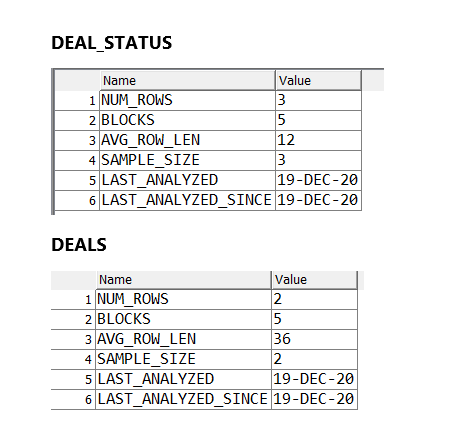 DEAL_STATUS
Name Value
1 NUM_ROWS 3
2 BLOCKS 5
3 AVG_ROW_LEN 12
4 SAMPLE_SIZE 3
5 LAST_ANALYZED 19-DEC-20
6 LAST_ANALYZED_SINCE 19-DEC-20
DEALS
Name Value
1 NUM_ROWS 2
2 BLOCKS 5
3 AVG_ROW_LEN 36
4 SAMPLE_SIZE 2
5 LAST_ANALYZED 19-DEC-20
6 LAST_ANALYZED_SINCE 19-DEC-20